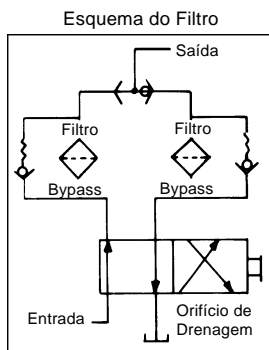 Esquema do Filtro
Saída
Filtro
Filtro
Bypass
Bypass
Entrada
Orifício de
Drenagem